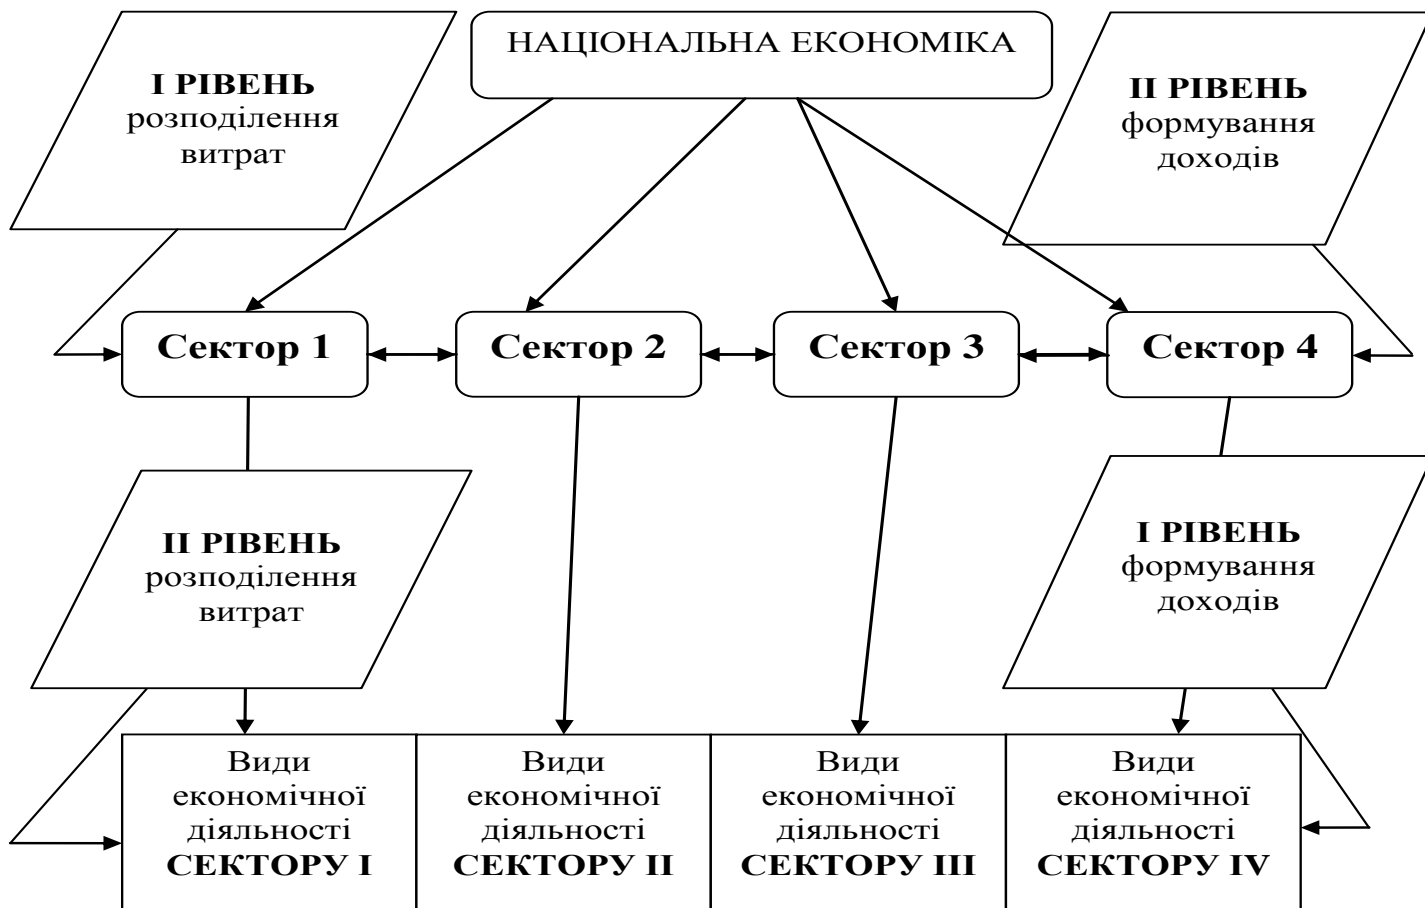 НАЦІОНАЛЬНА ЕКОНОМІКА
І РІВЕНЬ
розподілення
витрат
ІІ РІВЕНЬ
формування
доходів
Сектор 1
Сектор 2
Сектор 3
Сектор 4
ІІ РІВЕНЬ
розподілення
витрат
І РІВЕНЬ
формування
доходів
Види
економічної
діяльності
СЕКТОРУ І
Види
економічної
діяльності
СЕКТОРУ ІІ
Види
економічної
діяльності
СЕКТОРУ ІІІ
Види
економічної
діяльності
СЕКТОРУ IV